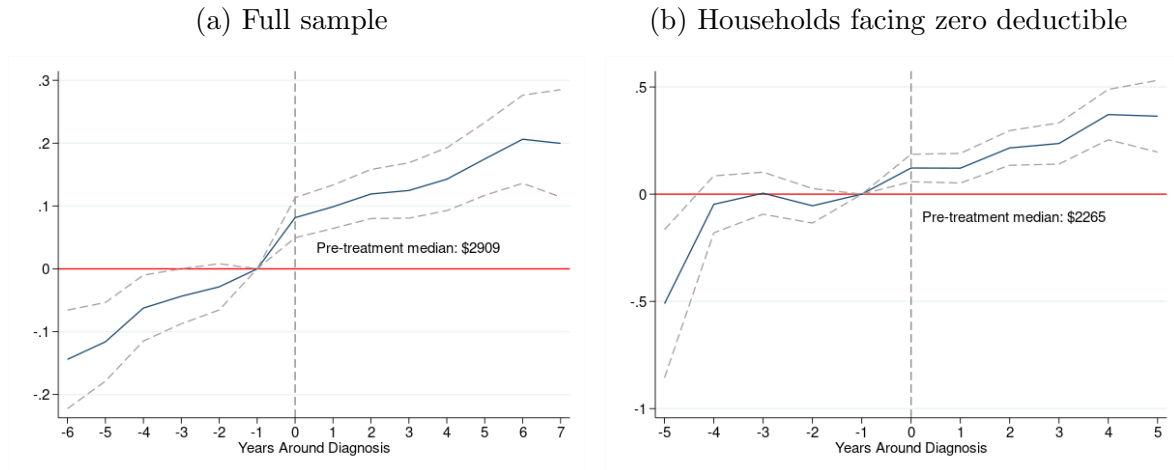 (a) Full sample
.3
.2
.1
0
-.1
-.2
Pre-treatment median: $2909
-6 -5 -4 -3 -2 -1 0 1 2 3 4 5 6 7
Years Around Diagnosis
(b) Households facing zero deductible
.5
0
-.5
-1
Pre-treatment median: $2265
-5 -4 -3 -2 -1 0 1 2 3 4 5
Years Around Diagnosis